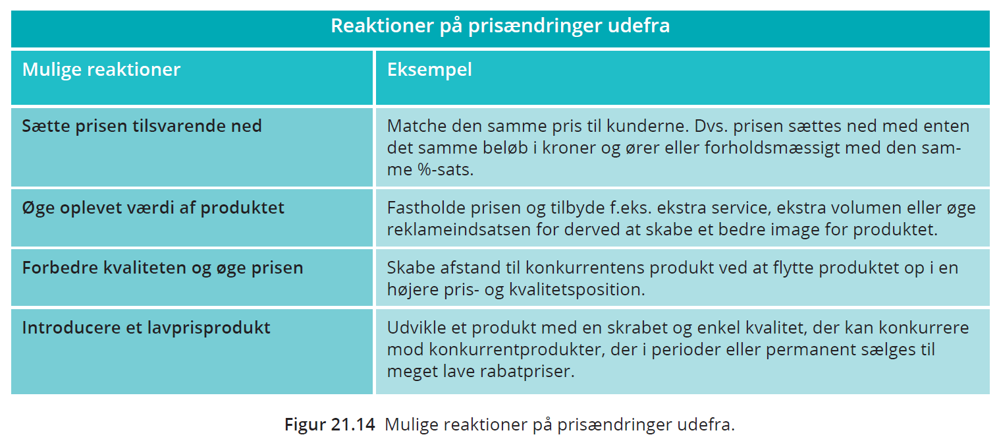 Reaktioner på prisændringer udefra
Mulige reaktioner
Eksempel
Sætte prisen tilsvarende ned
Matche den samme pris til kunderne. Dvs. prisen sættes ned med enten
det samme beløb i kroner og ører eller forholdsmæssigt med den sam-
me %-sats.
Øge oplevet værdi af produktet
Fastholde prisen og tilbyde f.eks. ekstra service, ekstra volumen eller øge
reklameindsatsen for derved at skabe et bedre image for produktet.
Forbedre kvaliteten og øge prisen
Skabe afstand til konkurrentens produkt ved at flytte produktet op i en
højere pris- og kvalitetsposition.
Introducere et lavprisprodukt
Udvikle et produkt med en skrabet og enkel kvalitet, der kan konkurrere
mod konkurrentprodukter, der i perioder eller permanent sælges til
meget lave rabatpriser.
Figur 21.14 Mulige reaktioner på prisændringer udefra.